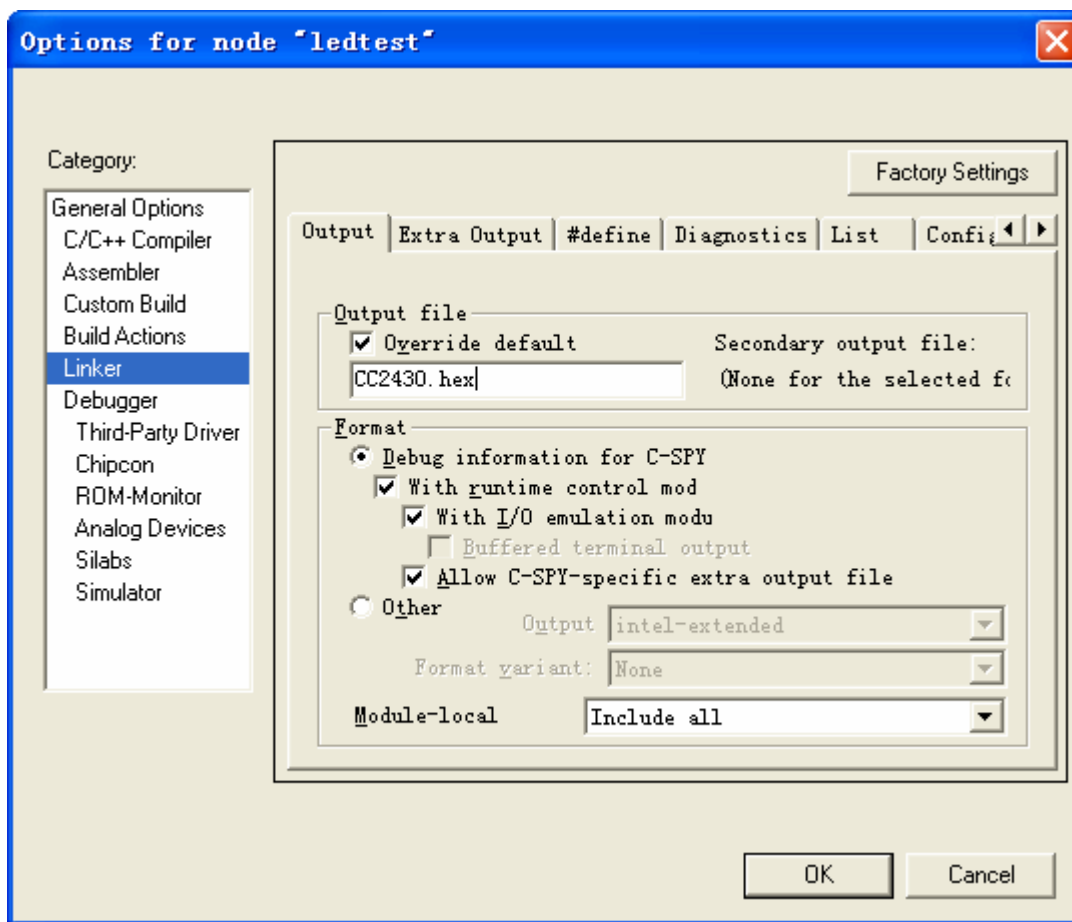 Options for node "ledtest"
Category:
General Options
C/C++ Compiler
Assembler
Custom Build
Build Actions
Linker
Debugger
Third-Party Driver
Chipcon
ROM-Monitor
Analog Devices
Silabs
Simulator
Factory Settings
Output Extra Output #define Diagnostics List Config
Output file
Override default
Secondary output file:
CC2430.hex
(None for the selected fo
Format
Debug information for C-SPY
With runtime control mod
With I/O emulation modu
Buffered terminal output
Allow C-SPY-specific extra output file
Other
Output intel-extended
Format variant: None
Module-local Include all
OK Cancel